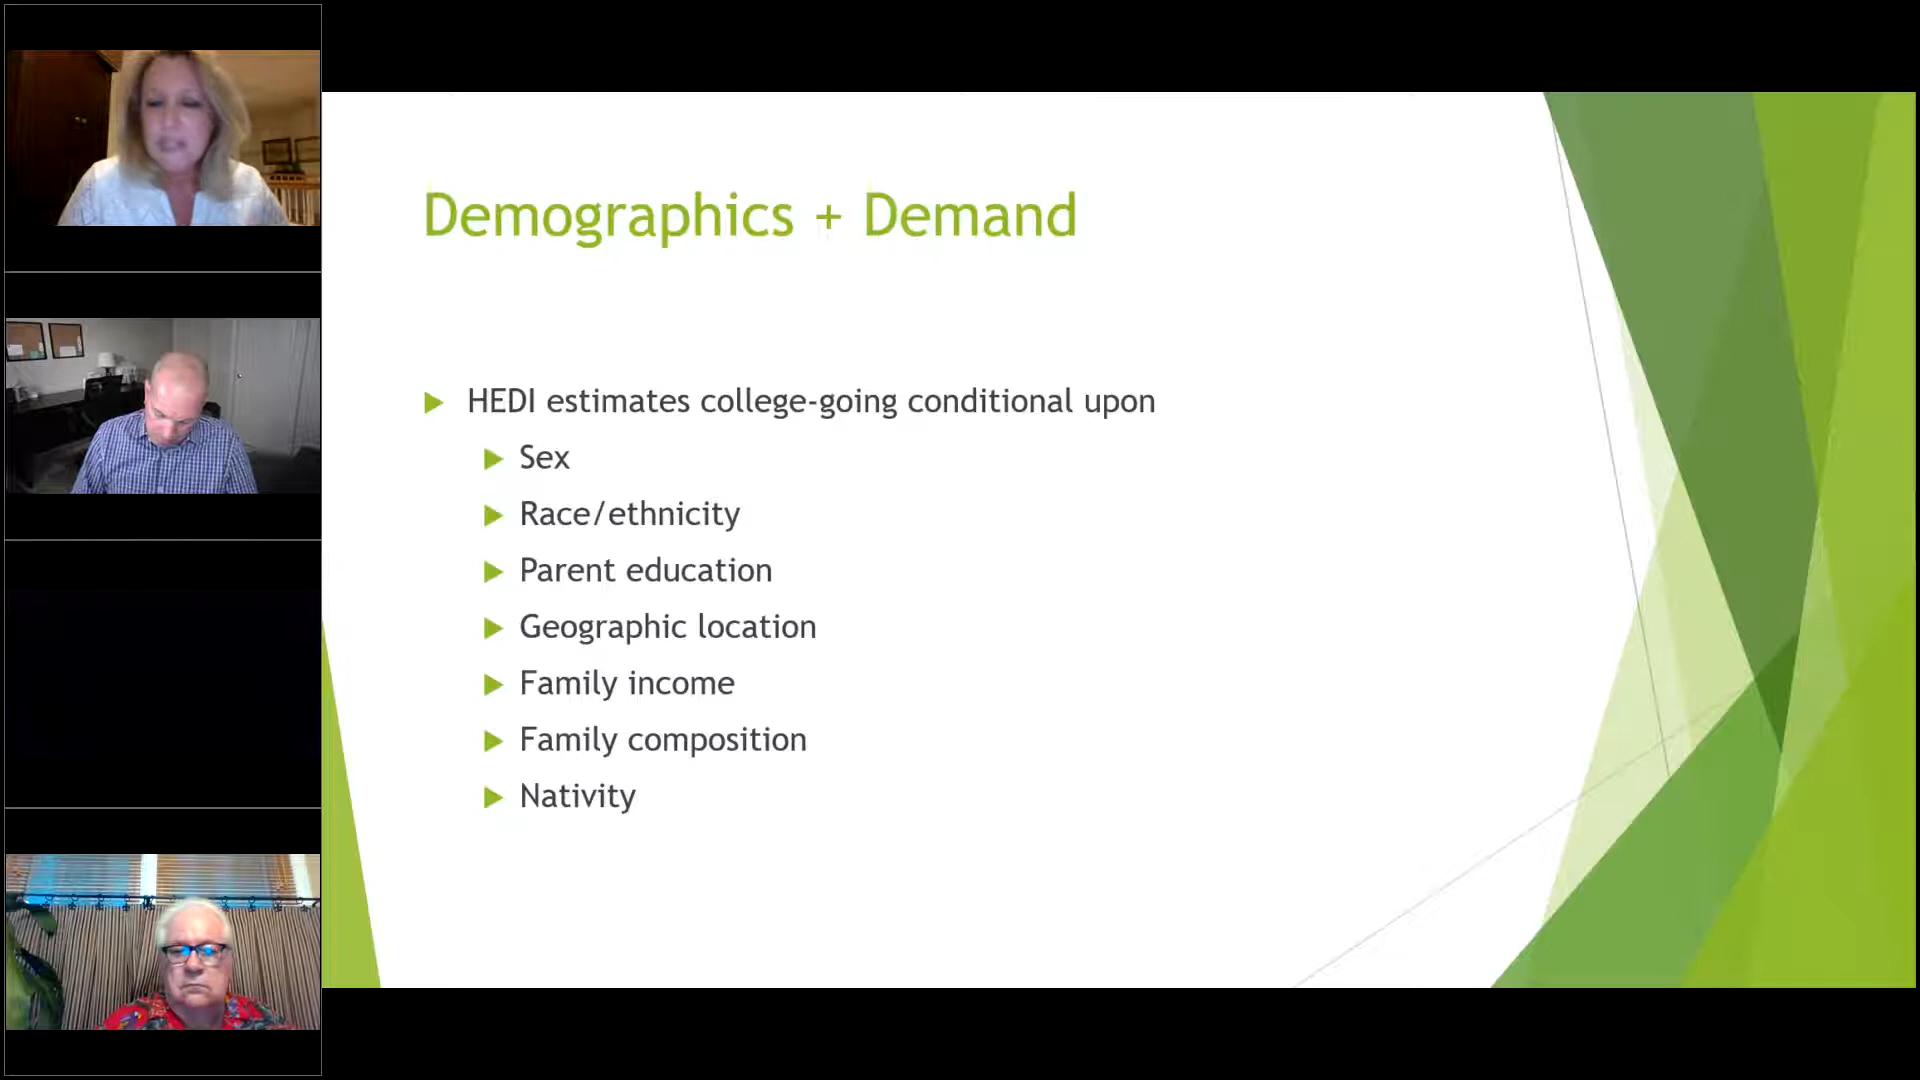 Demographics + Demand
HEDI estimates college-going conditional upon
Sex
Race/ethnicity
Parent education
Geographic location
Family income
Family composition
Nativity